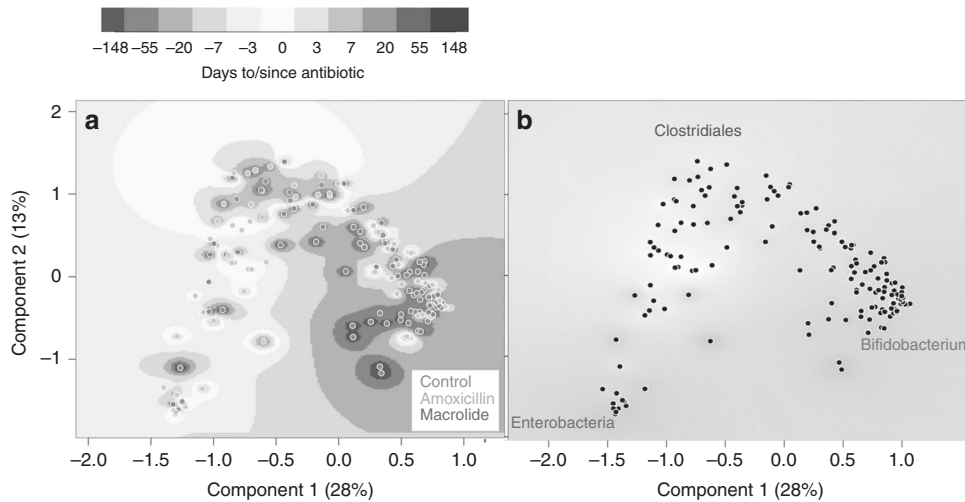 −148 −55 −20 −7 −3 0 3 7 20 55 148
Days to/since antibiotic
a
b
2
1
0
−1
Component 2 (13%)
Clostridiales
Bifidobacterium
Enterobacteria
Control
Amoxicillin
Macrolide
−2.0 −1.5 −1.0 −0.5 0.0 0.5 1.0
−2.0 −1.5 −1.0 −0.5 0.0 0.5 1.0
Component 1 (28%)
Component 1 (28%)